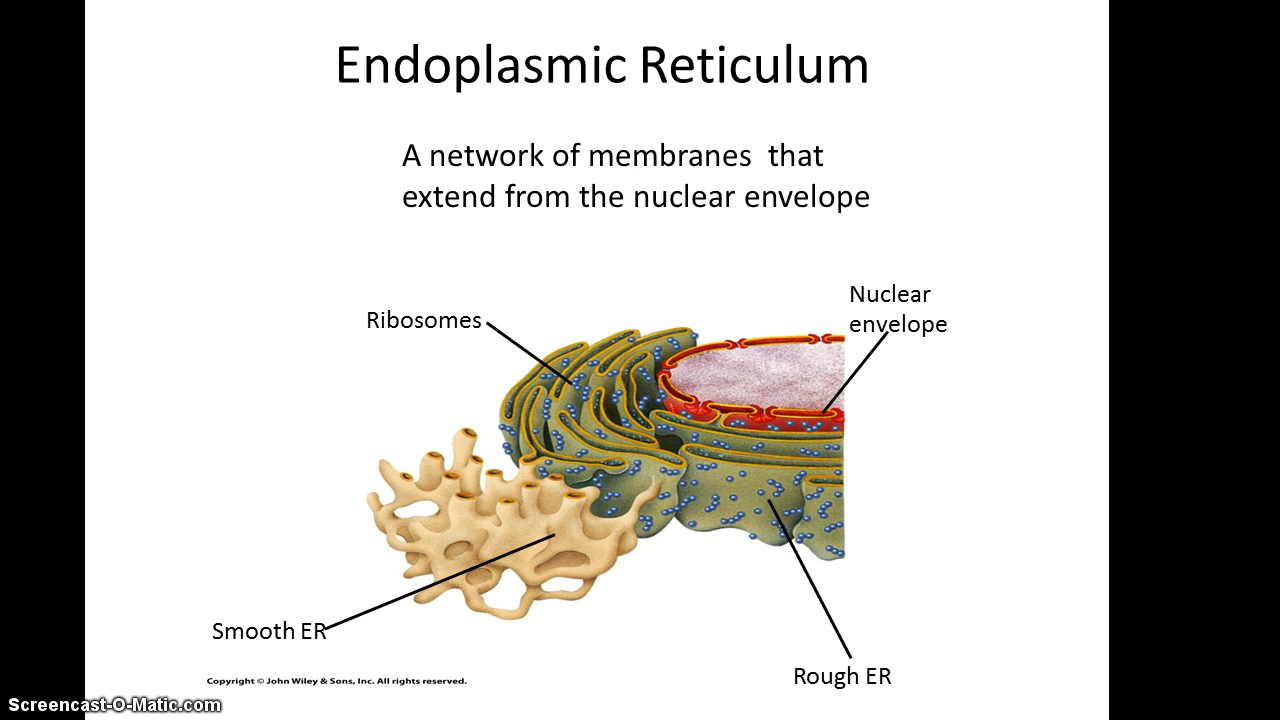 Endoplasmic Reticulum
A network of membranes  that
extend from the nuclear envelope
Nuclear
envelope
Ribosomes
Smooth ER
Rough ER
Copyright © John Wiley & Sons, Inc. All rights reserved.
Screencast-O-Matic.com